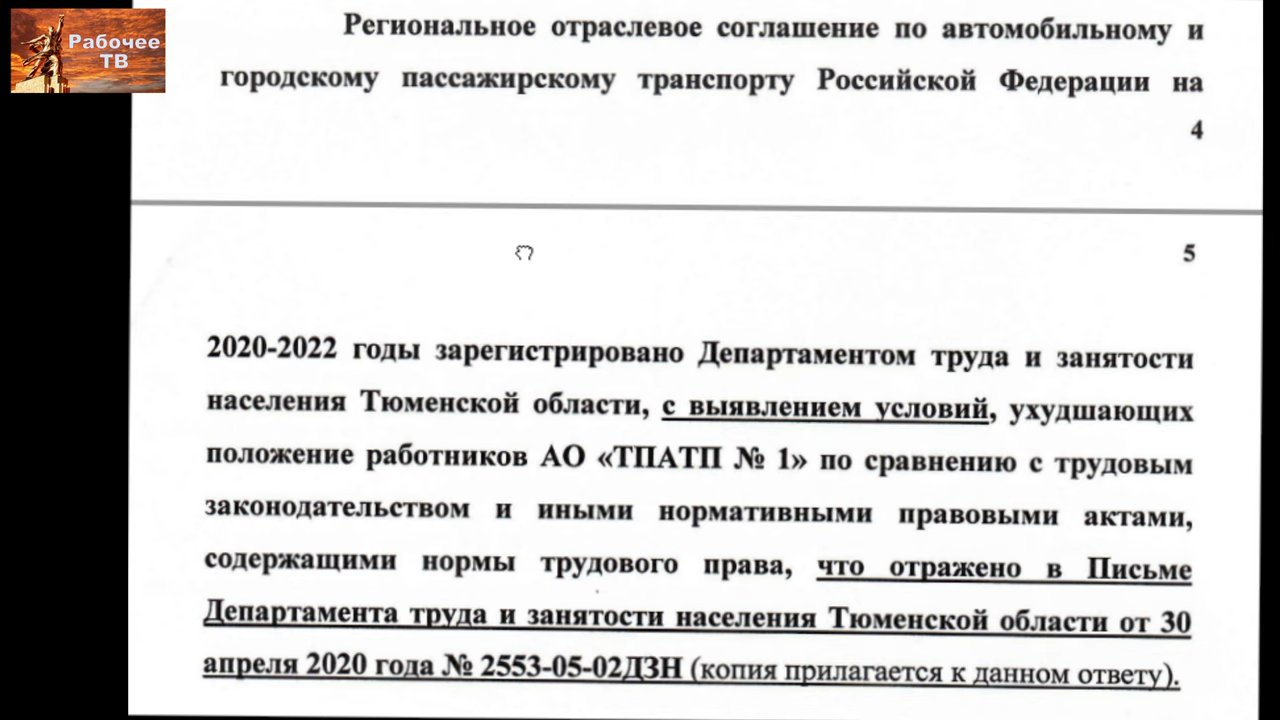 Рабочее
ТВ
Региональное отраслевое соглашение по автомобильному и
городскому пассажирскому транспорту Российской Федерации на
4
5
2020-2022 годы зарегистрировано Департаментом труда и занятости
населения Тюменской области, с выявлением условий, ухудшающих
положение работников АО «ТПАТП № 1» по сравнению с трудовым
законодательством и иными нормативными правовыми актами,
содержащими нормы трудового права, что отражено в Письме
Департамента труда и занятости населения Тюменской области от 30
апреля 2020 года № 2553-05-02ДЗН (копия прилагается к данному ответу).